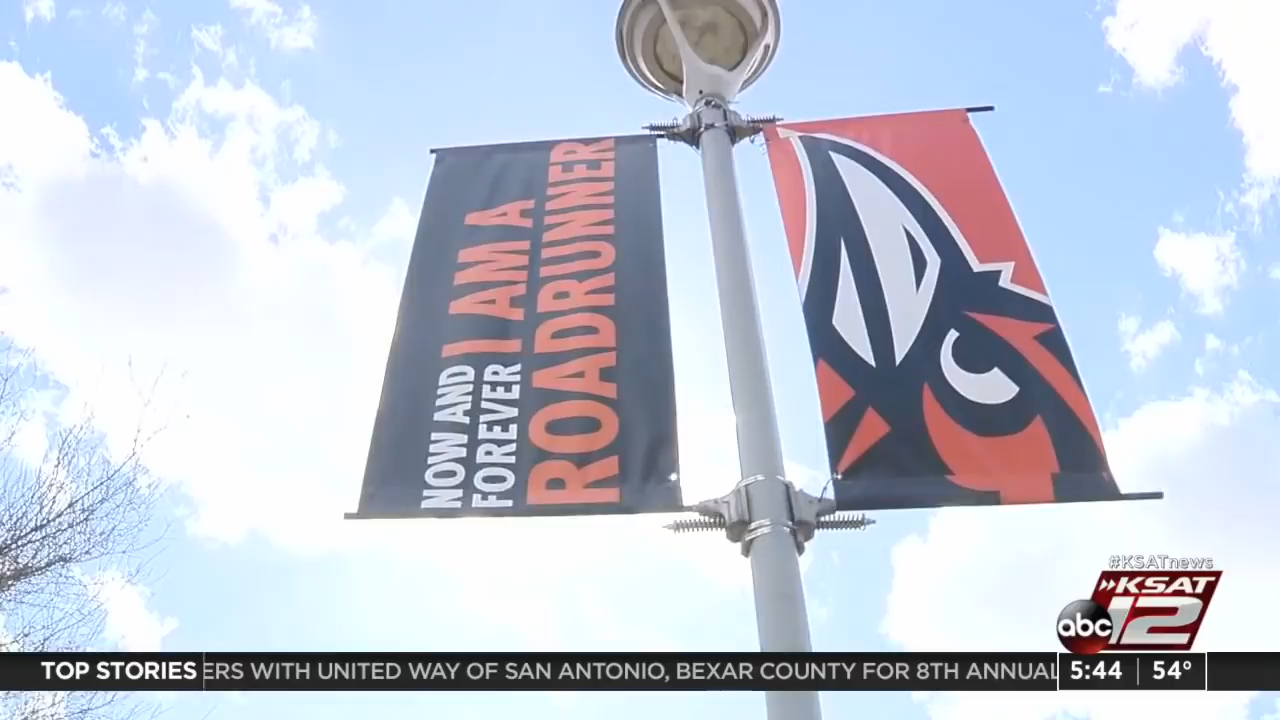 NOW AND
FOREVER
I AM A
ROADRUNNER
#KSATnews
KSAT
abc
12
TOP STORIES
ERS WITH UNITED WAY OF SAN ANTONIO, BEXAR COUNTY FOR 8TH ANNUAL
5:44
54°